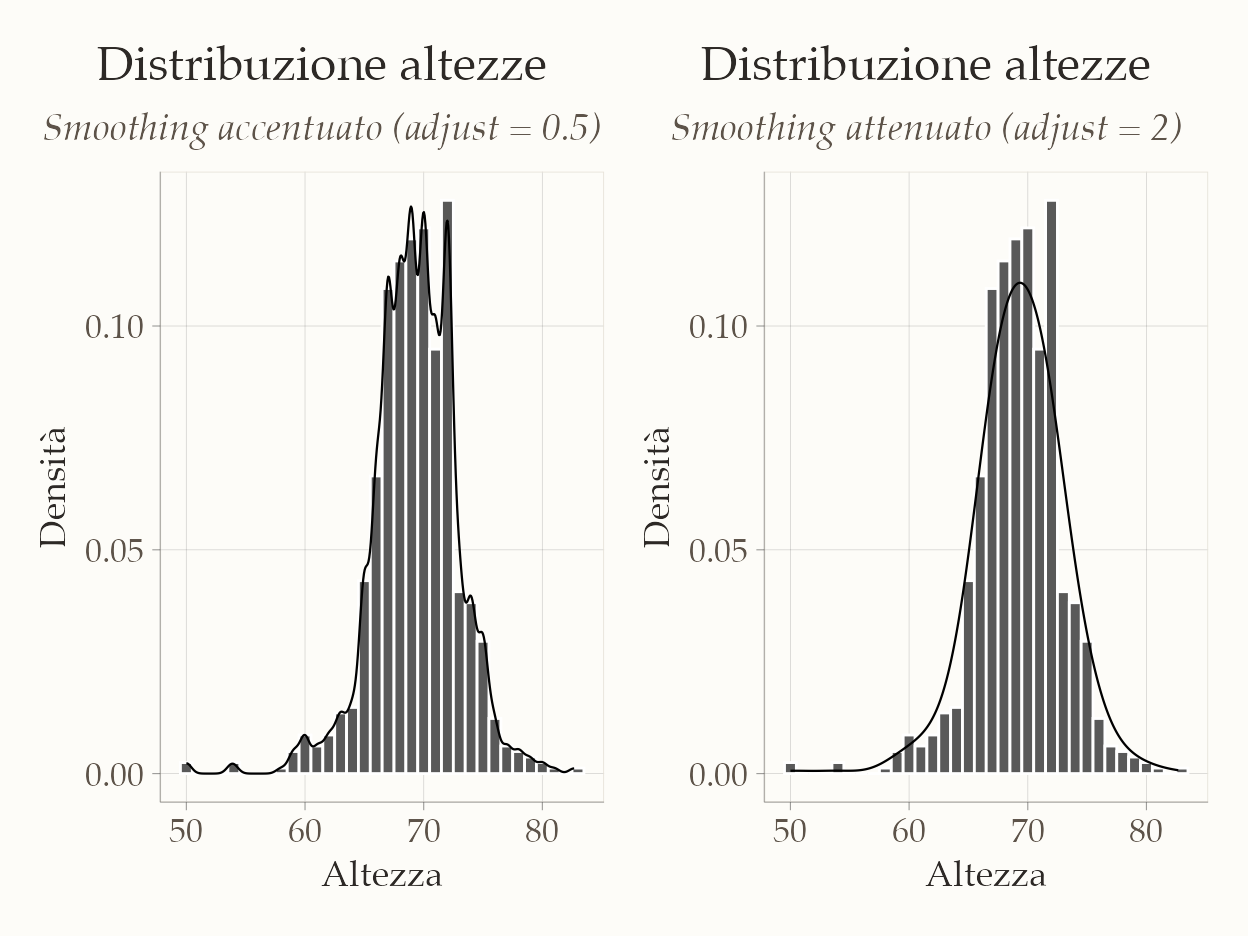 Distribuzione altezze
Smoothing accentuato (adjust = 0.5)
Densità
0.10
0.05
0.00
50 60 70 80
Altezza
Distribuzione altezze
Smoothing attenuato (adjust = 2)
Densità
0.10
0.05
0.00
50 60 70 80
Altezza